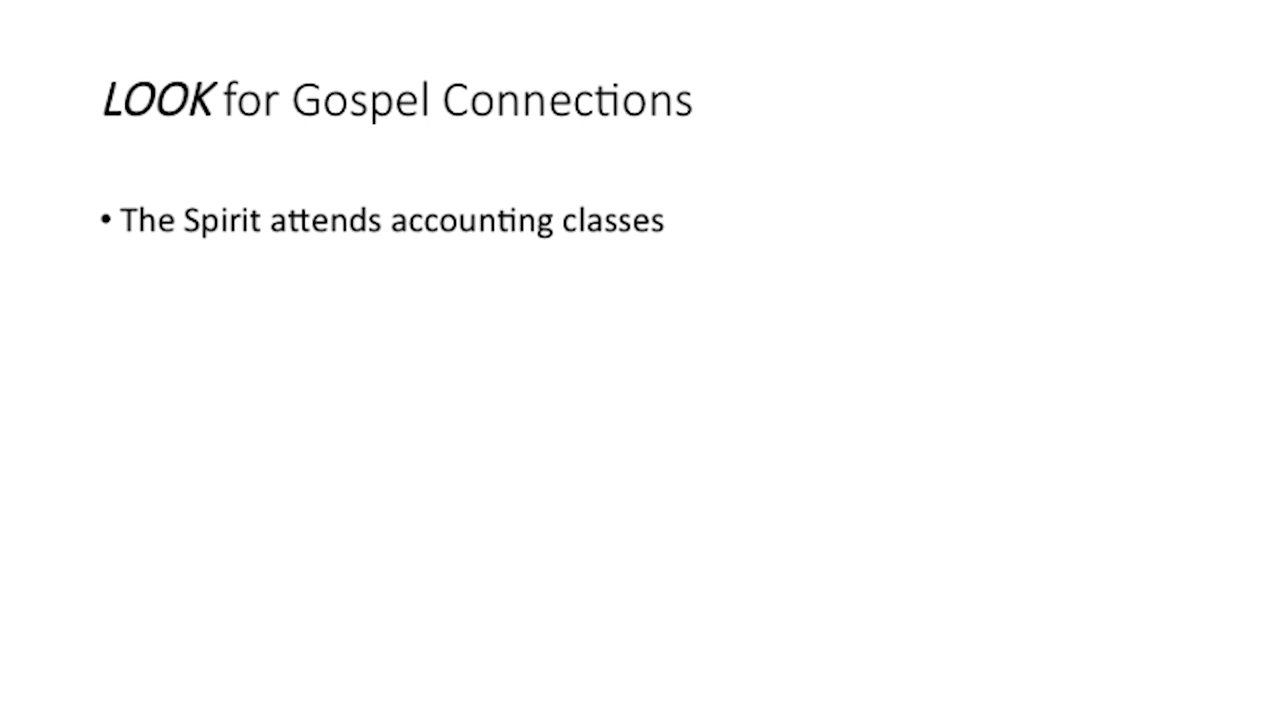 LOOK for Gospel Connections
• The Spirit attends accounting classes